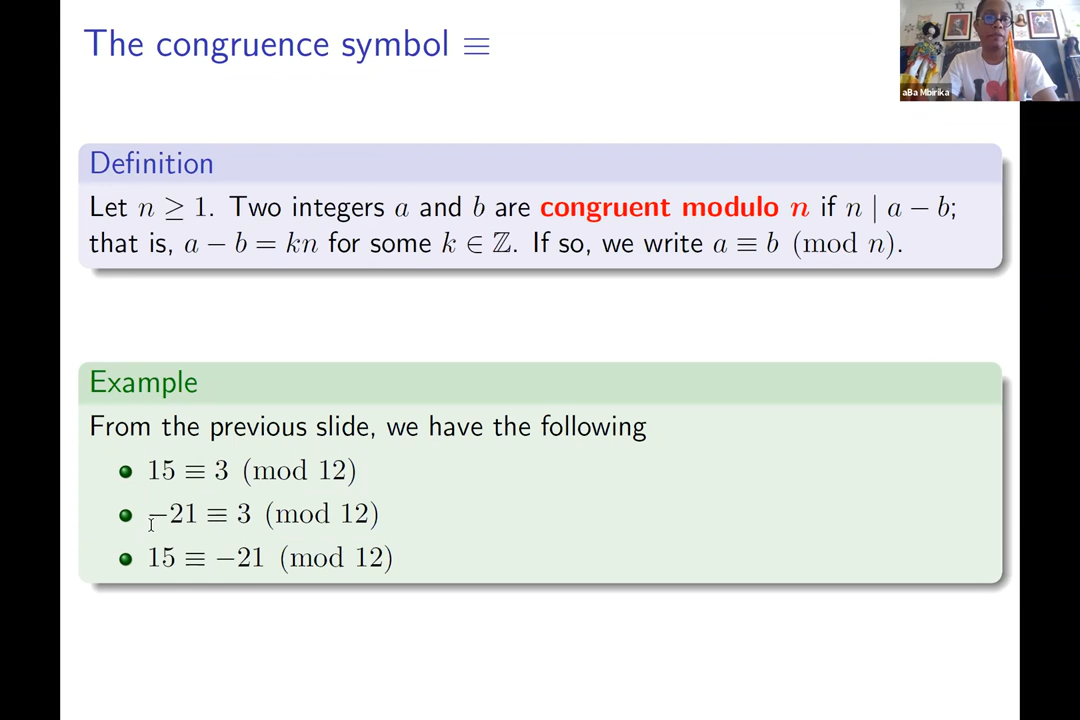 The congruence symbol ≡
aBa Mbirika
Definition
Let n ≥ 1. Two integers a and b are congruent modulo n if n | a − b;
that is, a − b = kn for some k ∈ ℤ. If so, we write a ≡ b (mod n).
Example
From the previous slide, we have the following
15 ≡ 3 (mod 12)
−21 ≡ 3 (mod 12)
15 ≡ −21 (mod 12)